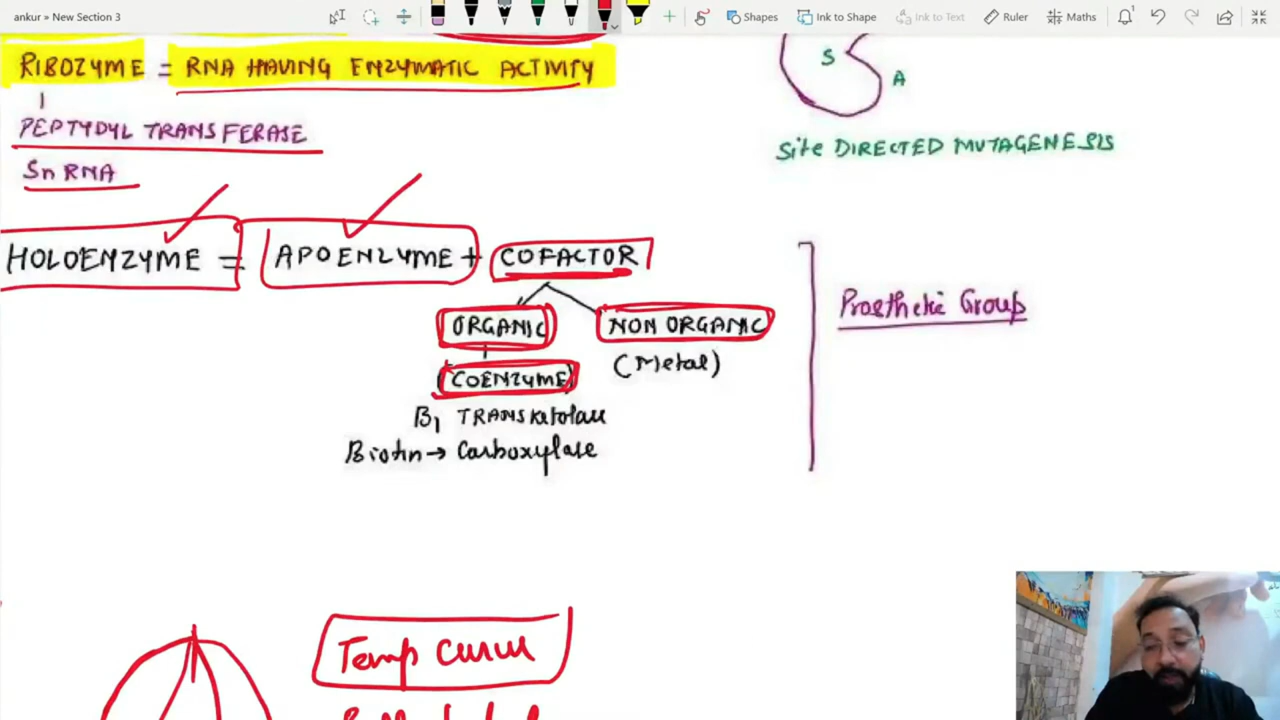 ankur » New Section 3
Shapes
Ink to Shape
Ink to Text
Ruler
Maths
RIBOZYME = RNA HAVING ENZYMATIC ACTIVITY
PEPTYDYL TRANSFERASE
SnRNA
S
A
Site DIRECTED MUTAGENESIS
HOLOENZYME = APOENZYME + COFACTOR
ORGANIC
NON ORGANIC
(COENZYME)
(Metal)
B1 TRANSketolase
Biotin → Carboxylase
Prosthetic Group
Temp curve